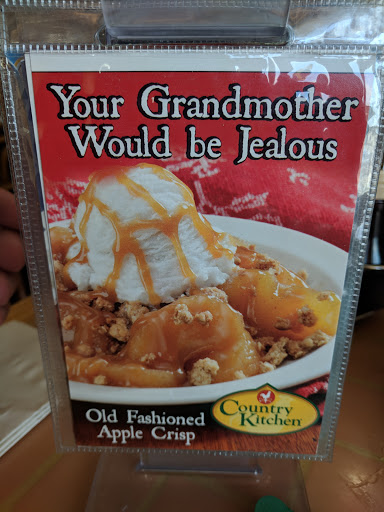 Your Grandmother
Would be Jealous
Old Fashioned
Apple Crisp
Country
Kitchen